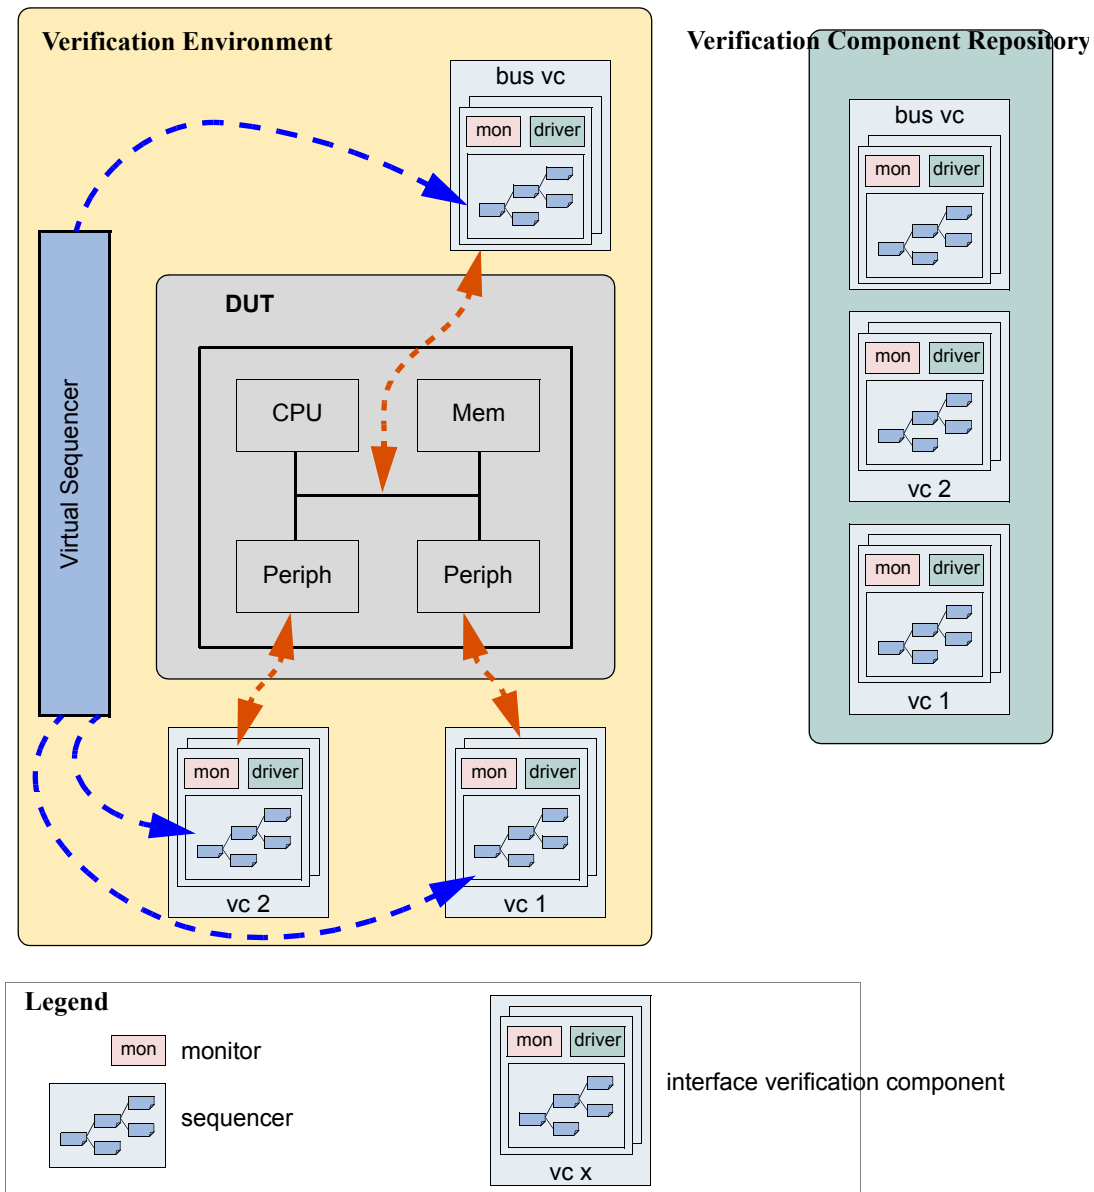 Verification Environment
Verification Component Repository
bus vc
mon driver
bus vc
mon driver
Virtual Sequencer
DUT
CPU Mem
Periph Periph
mon driver
vc 2
mon driver
vc 1
mon driver
vc 2
mon driver
vc 1
Legend
mon monitor
sequencer
mon driver
interface verification component
vc x